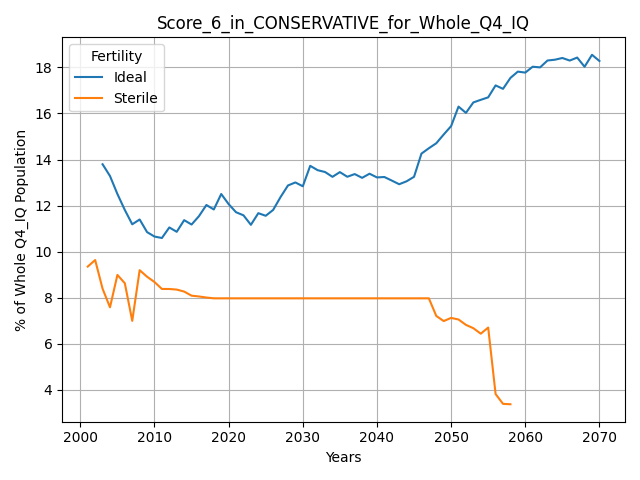 Score_6_in_CONSERVATIVE_for_Whole_Q4_IQ
Fertility
Ideal
Sterile
% of Whole Q4_IQ Population
18
16
14
12
10
8
6
4
2000 2010 2020 2030 2040 2050 2060 2070
Years